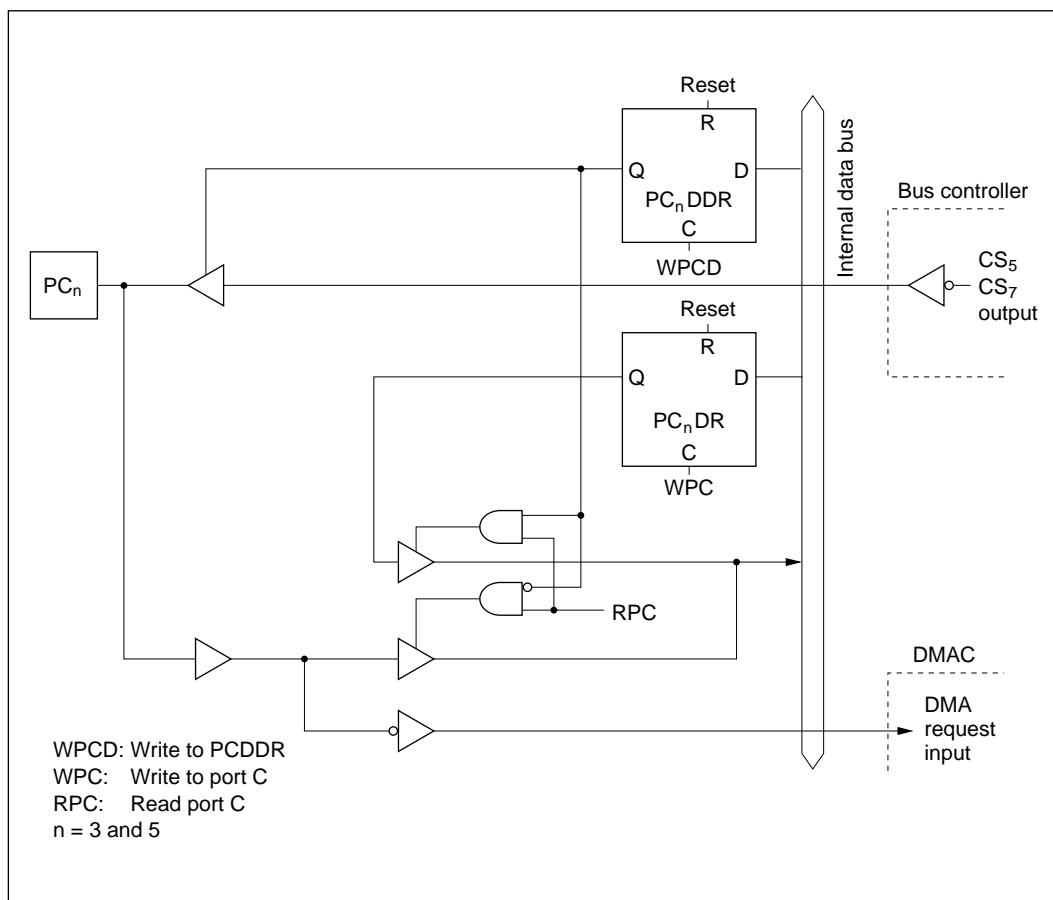 Reset
R
Q
D
PCnDDR
C
WPCD
Internal data bus
Bus controller
CS5
CS7
output
PCn
Reset
R
Q
D
PCnDR
C
WPC
RPC
DMAC
DMA
request
input
WPCD: Write to PCDDR
WPC: Write to port C
RPC: Read port C
n = 3 and 5